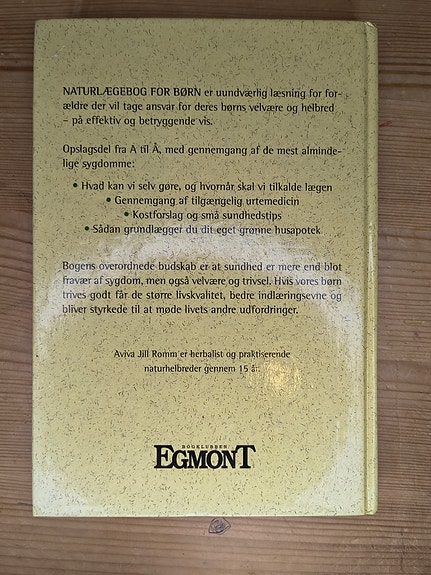 NATURLÆGEBOG FOR BØRN er uundværlig læsning for for-
ældre der vil tage ansvar for deres børns velvære og helbred
– på effektiv og betryggende vis.
Opslagsdel fra A til Å, med gennemgang af de mest alminde-
lige sygdomme:
• Hvad kan vi selv gøre, og hvornår skal vi tilkalde lægen
• Gennemgang af tilgængelig urtemedicin
• Kostforslag og små sundhedstips
• Sådan grundlægger du dit eget grønne husapotek
Bogens overordnede budskab er at sundhed er mere end blot
fravær af sygdom, men også velvære og trivsel. Hvis vores børn
trives godt får de større livskvalitet, bedre indlæringsevne og
bliver styrkede til at møde livets andre udfordringer.
Aviva Jill Romm er herbalist og praktiserende
naturhelbreder gennem 15 år.
BOGKLUBBEN
EGMONT